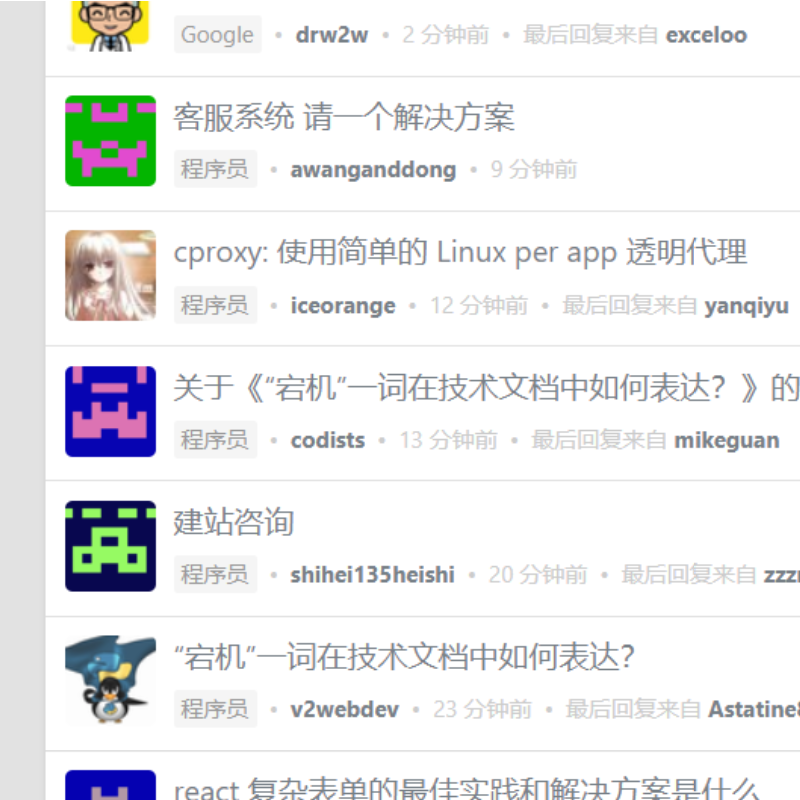 Google • drw2w • 2 分钟前 • 最后回复来自 exceloo
客服系统 请一个解决方案
程序员 • awanganddong • 9 分钟前
cproxy: 使用简单的 Linux per app 透明代理
程序员 • iceorange • 12 分钟前 • 最后回复来自 yanqiyu
关于《“宕机”一词在技术文档中如何表达？》的
程序员 • codists • 13 分钟前 • 最后回复来自 mikeguan
建站咨询
程序员 • shihei135heishi • 20 分钟前 • 最后回复来自
“宕机”一词在技术文档中如何表达？
程序员 • v2webdev • 23 分钟前 • 最后回复来自 Astatine
react 复杂表单的最佳实践和解决方案是什么